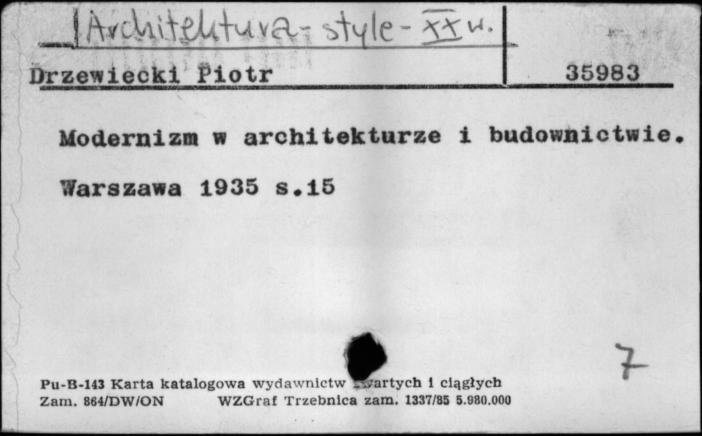 Architektura - style - XX w.
Drzewiecki Piotr 35983
Modernizm w architekturze i budownictwie.
Warszawa 1935 s.15
7
Pu-B-143 Karta katalogowa wydawnictw zwartych i ciągłych
Zam. 864/DW/ON WZGraf Trzebnica zam. 1337/85 5.980.000